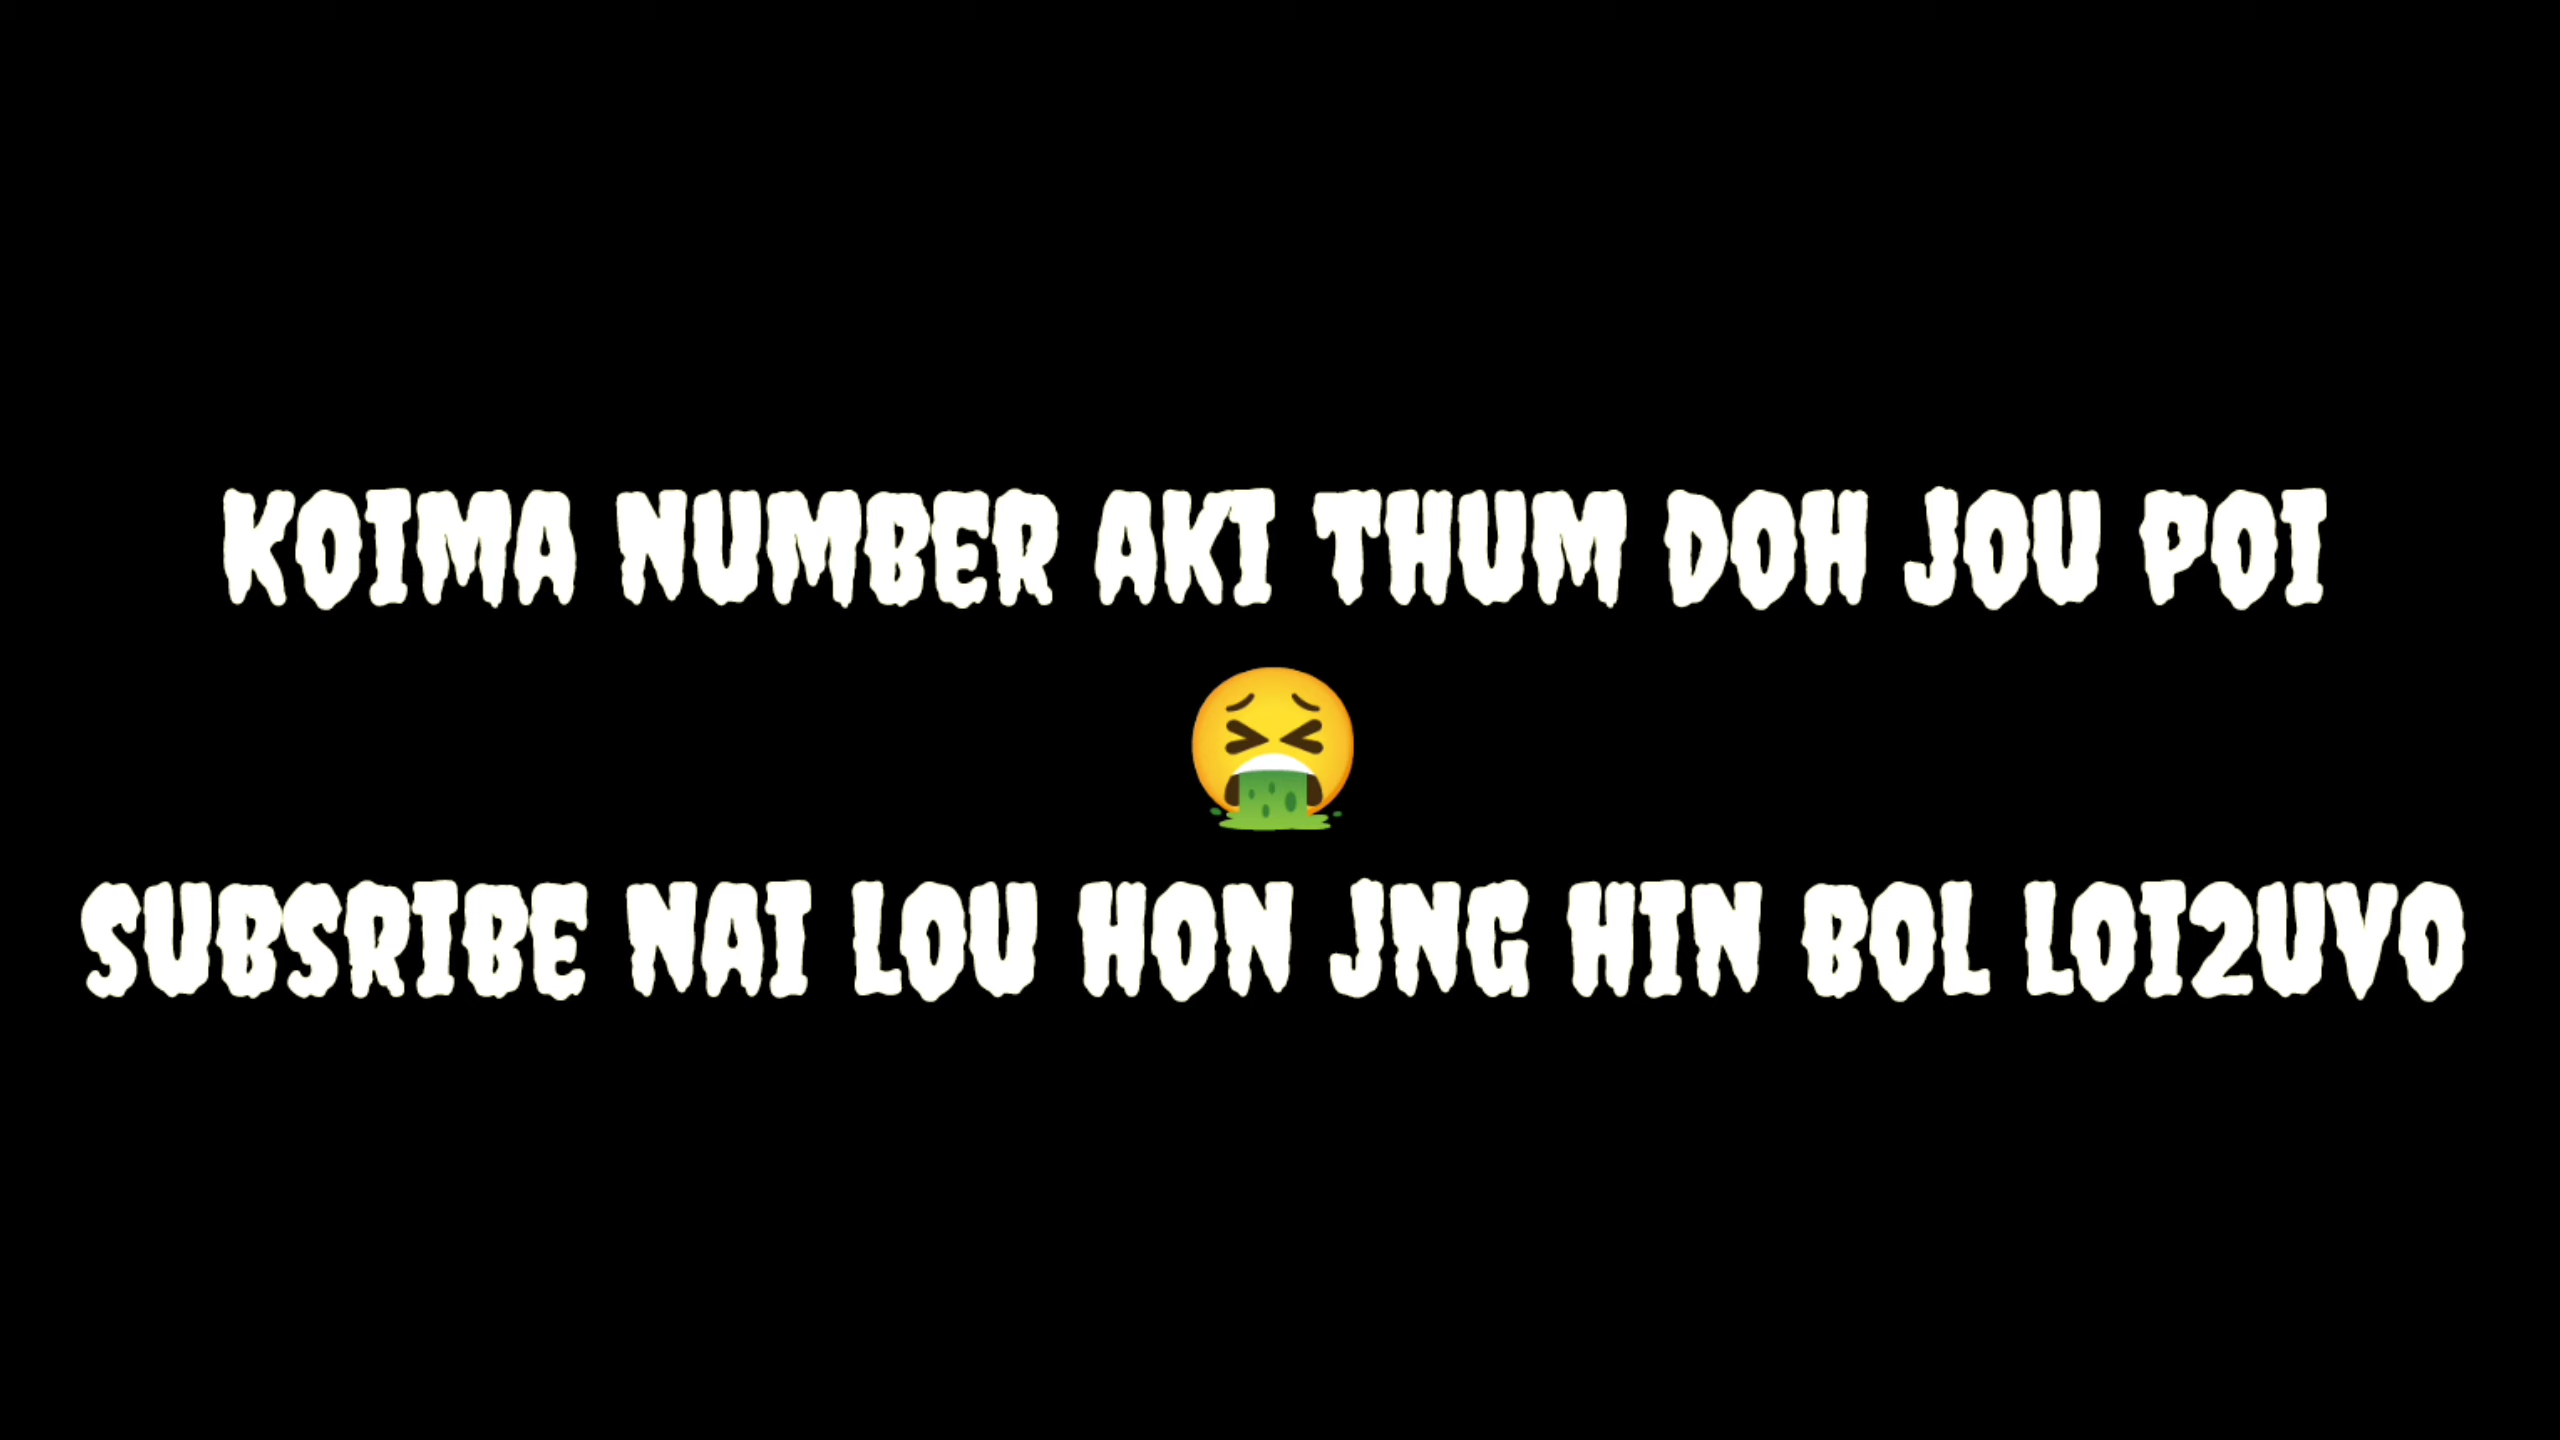 KOIMA NUMBER AKI THUM DOH JOU POI
🤮
SUBSRIBE NAI LOU HON JNG HIN BOL LOI2UVO